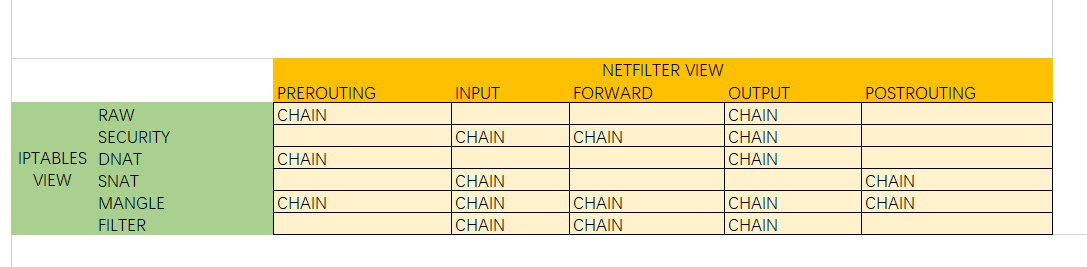 NETFILTER VIEW
PREROUTING INPUT FORWARD OUTPUT POSTROUTING
RAW CHAIN CHAIN
SECURITY CHAIN CHAIN CHAIN
IPTABLES DNAT CHAIN CHAIN
VIEW SNAT CHAIN CHAIN
MANGLE CHAIN CHAIN CHAIN CHAIN CHAIN
FILTER CHAIN CHAIN CHAIN